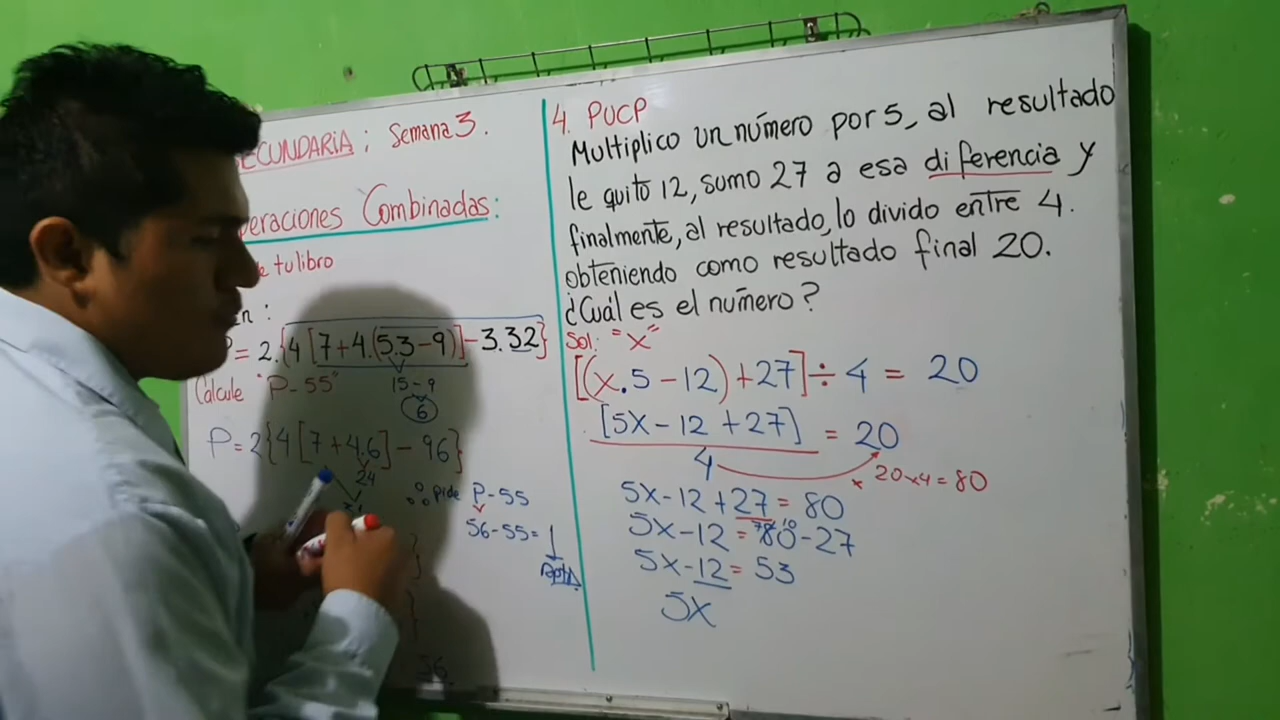 ECUNDARIA; Semana 3.
peraciones Combinadas:
tu libro
P = 2.{4[7+4.(5.3-9)]-3.32}
Calcule "P-55"
15-9
6
P=2{4[7+4.6]-96}
24
∴ pide P-55
56-55=1
Rpta.
56
4. PUCP
Multiplico un número por 5, al resultado
le quito 12, sumo 27 a esa diferencia y
finalmente, al resultado, lo divido entre 4.
obteniendo como resultado final 20.
¿Cuál es el número?
Sol: "x"
[(x.5-12)+27]÷4 = 20
[5x-12+27] = 20
4
x 20x4=80
5x-12+27=80
5x-12=80-27
5x-12=53
5x